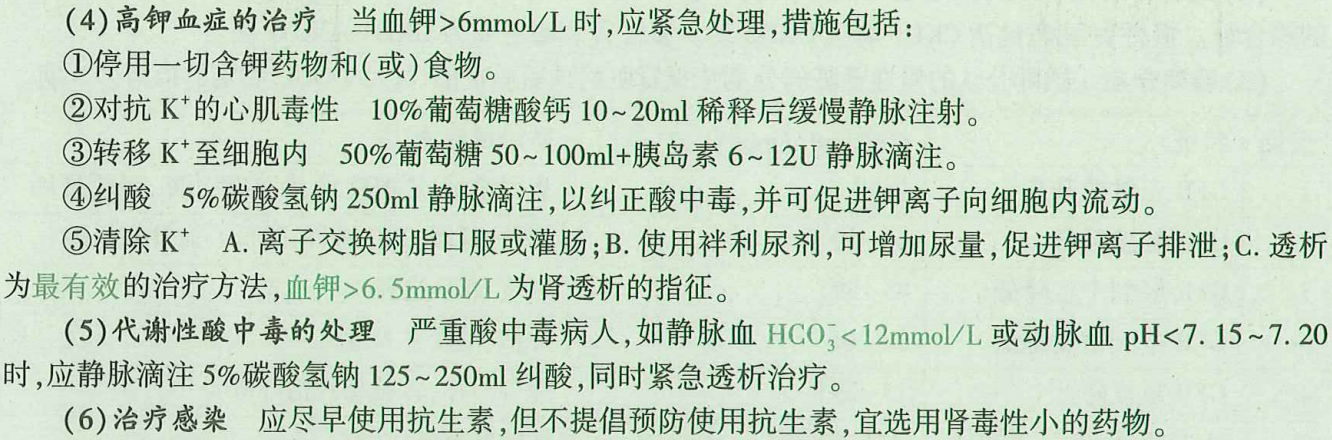 (4)高钾血症的治疗 当血钾>6mmol/L时,应紧急处理,措施包括:
①停用一切含钾药物和(或)食物。
②对抗 K⁺的心肌毒性 10%葡萄糖酸钙 10~20ml 稀释后缓慢静脉注射。
③转移 K⁺至细胞内 50%葡萄糖 50~100ml+胰岛素 6~12U 静脉滴注。
④纠酸 5%碳酸氢钠 250ml 静脉滴注,以纠正酸中毒,并可促进钾离子向细胞内流动。
⑤清除 K⁺ A. 离子交换树脂口服或灌肠;B. 使用袢利尿剂,可增加尿量,促进钾离子排泄;C. 透析
为最有效的治疗方法,血钾>6.5mmol/L 为肾透析的指征。
(5)代谢性酸中毒的处理 严重酸中毒病人,如静脉血 HCO₃⁻<12mmol/L 或动脉血 pH<7.15~7.20
时,应静脉滴注 5%碳酸氢钠 125~250ml 纠酸,同时紧急透析治疗。
(6)治疗感染 应尽早使用抗生素,但不提倡预防使用抗生素,宜选用肾毒性小的药物。